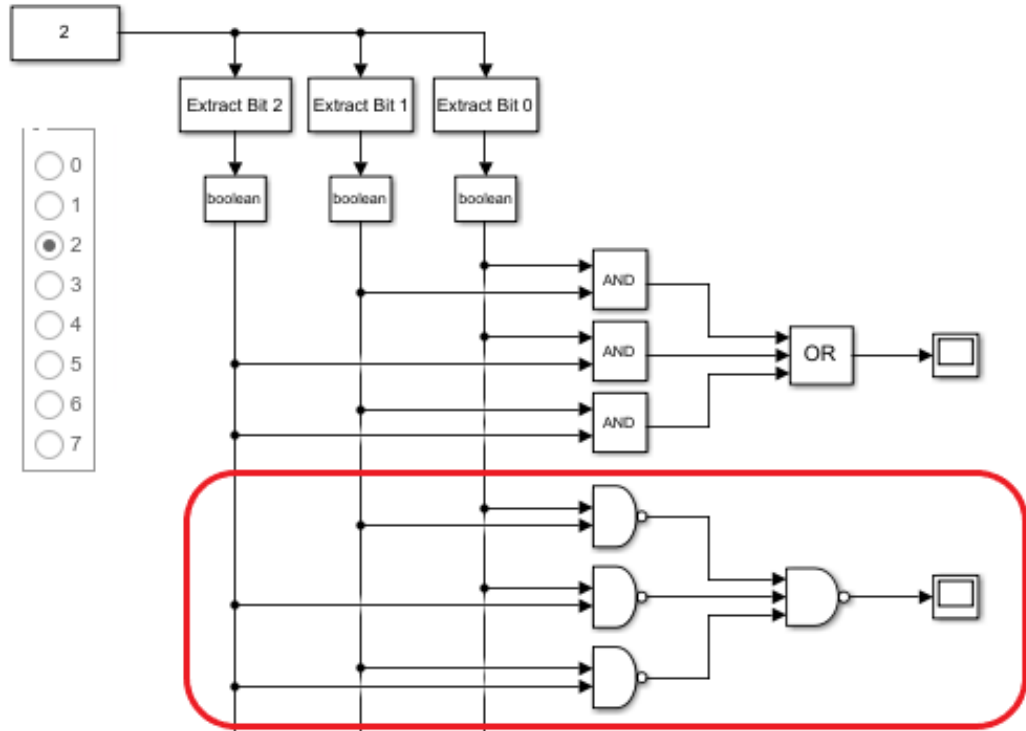 2
Extract Bit 2
Extract Bit 1
Extract Bit 0
0
1
2
3
4
5
6
7
boolean
boolean
boolean
AND
AND
AND
OR